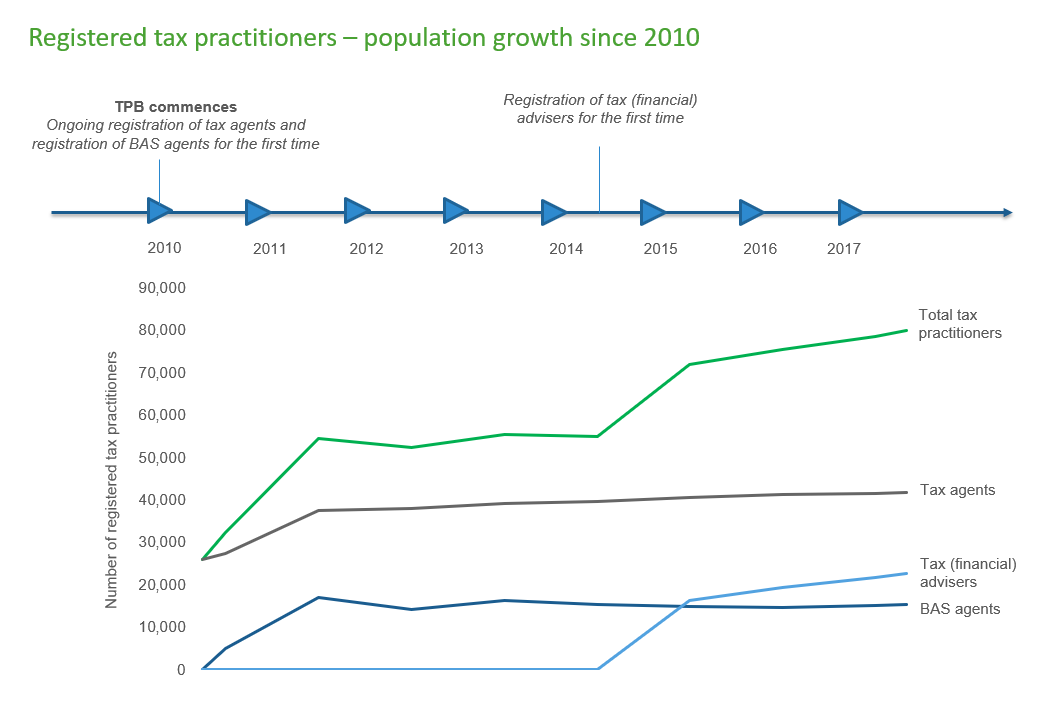 Registered tax practitioners – population growth since 2010
TPB commences
Ongoing registration of tax agents and
registration of BAS agents for the first time
Registration of tax (financial)
advisers for the first time
2010
2011
2012
2013
2014
2015
2016
2017
Number of registered tax practitioners
90,000
80,000
70,000
60,000
50,000
40,000
30,000
20,000
10,000
0
Total tax
practitioners
Tax agents
Tax (financial)
advisers
BAS agents